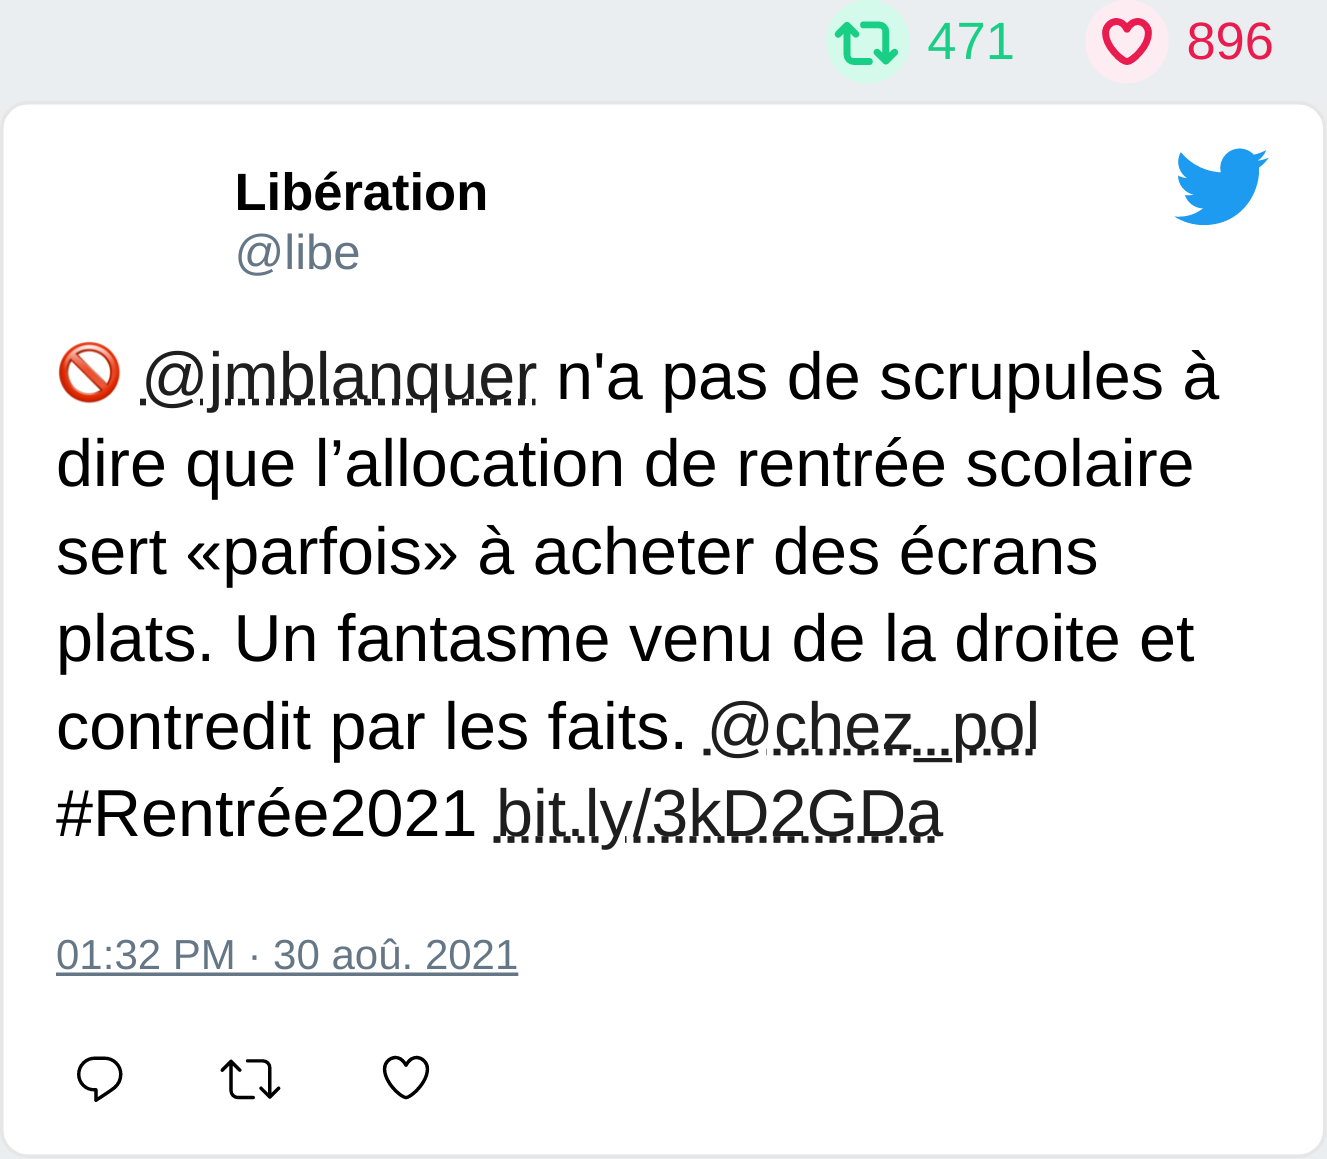 471 896
Libération
@libe
🚫 @jmblanquer n'a pas de scrupules à
dire que l’allocation de rentrée scolaire
sert «parfois» à acheter des écrans
plats. Un fantasme venu de la droite et
contredit par les faits. @chez_pol
#Rentrée2021 bit.ly/3kD2GDa
01:32 PM · 30 aoû. 2021